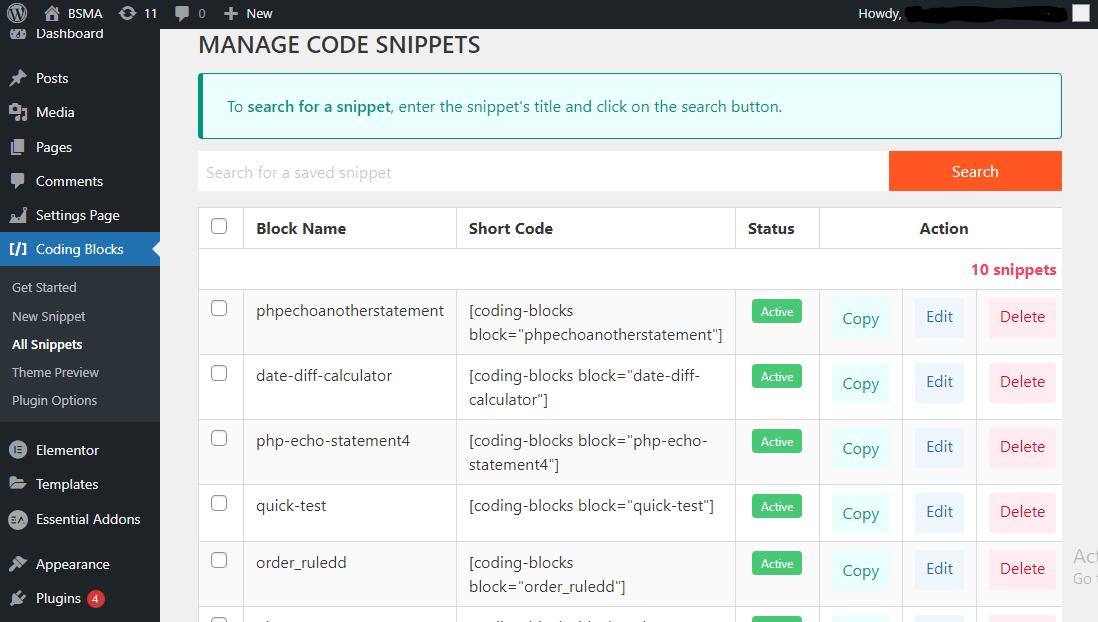 BSMA 11 0 New Howdy,
Dashboard
Posts
Media
Pages
Comments
Settings Page
Coding Blocks
Get Started
New Snippet
All Snippets
Theme Preview
Plugin Options
Elementor
Templates
Essential Addons
Appearance
Plugins 4
MANAGE CODE SNIPPETS
To search for a snippet, enter the snippet's title and click on the search button.
Search for a saved snippet Search
Block Name Short Code Status Action
10 snippets
phpechoanotherstatement [coding-blocks Active Copy Edit Delete
block="phpechoanotherstatement"]
date-diff-calculator [coding-blocks block="date-diff- Active Copy Edit Delete
calculator"]
php-echo-statement4 [coding-blocks block="php-echo- Active Copy Edit Delete
statement4"]
quick-test [coding-blocks block="quick-test"] Active Copy Edit Delete
order_ruledd [coding-blocks Active Copy Edit Delete
block="order_ruledd"]
Go